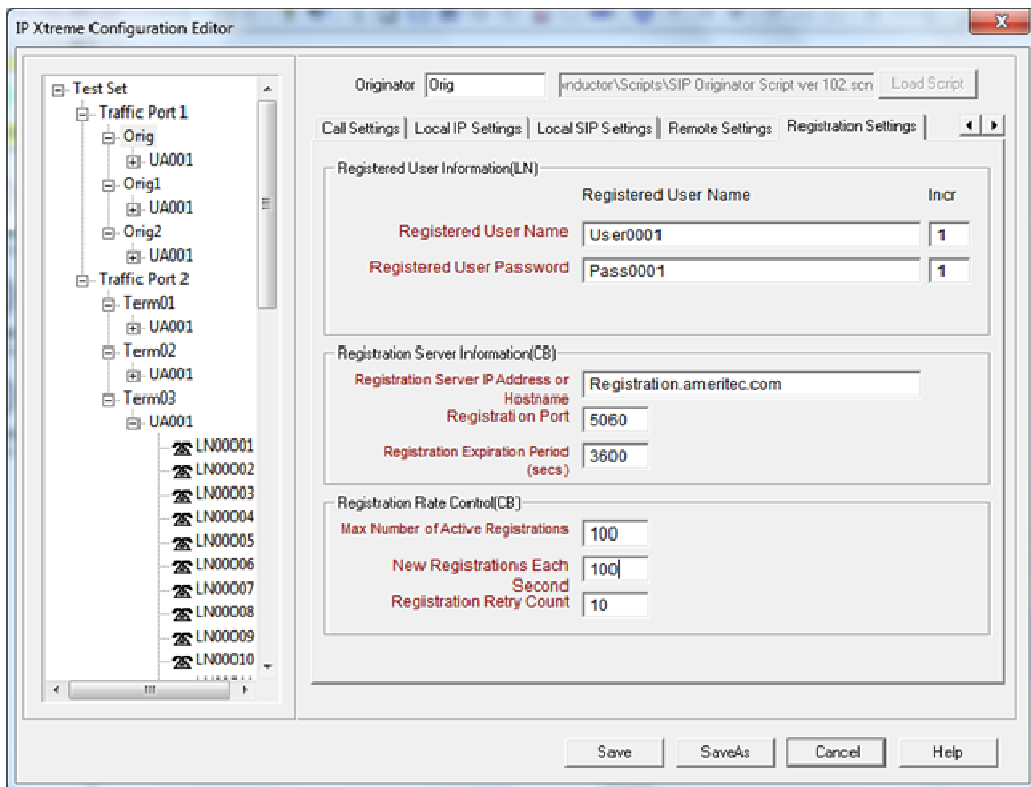 IP Xtreme Configuration Editor
x
Test Set
Traffic Port 1
Orig
UA001
Orig1
UA001
Orig2
UA001
Traffic Port 2
Term01
UA001
Term02
UA001
Term03
UA001
LN00001
LN00002
LN00003
LN00004
LN00005
LN00006
LN00007
LN00008
LN00009
LN00010
Originator Orig nductor\Scripts\SIP Originator Script ver 102.scn Load Script
Call Settings Local IP Settings Local SIP Settings Remote Settings Registration Settings
Registered User Information(LN)
Registered User Name Incr
Registered User Name User0001 1
Registered User Password Pass0001 1
Registration Server Information(CB)
Registration Server IP Address or
Hostname Registration.ameritec.com
Registration Port 5060
Registration Expiration Period
(secs) 3600
Registration Rate Control(CB)
Max Number of Active Registrations 100
New Registrations Each
Second 100
Registration Retry Count 10
Save SaveAs Cancel Help